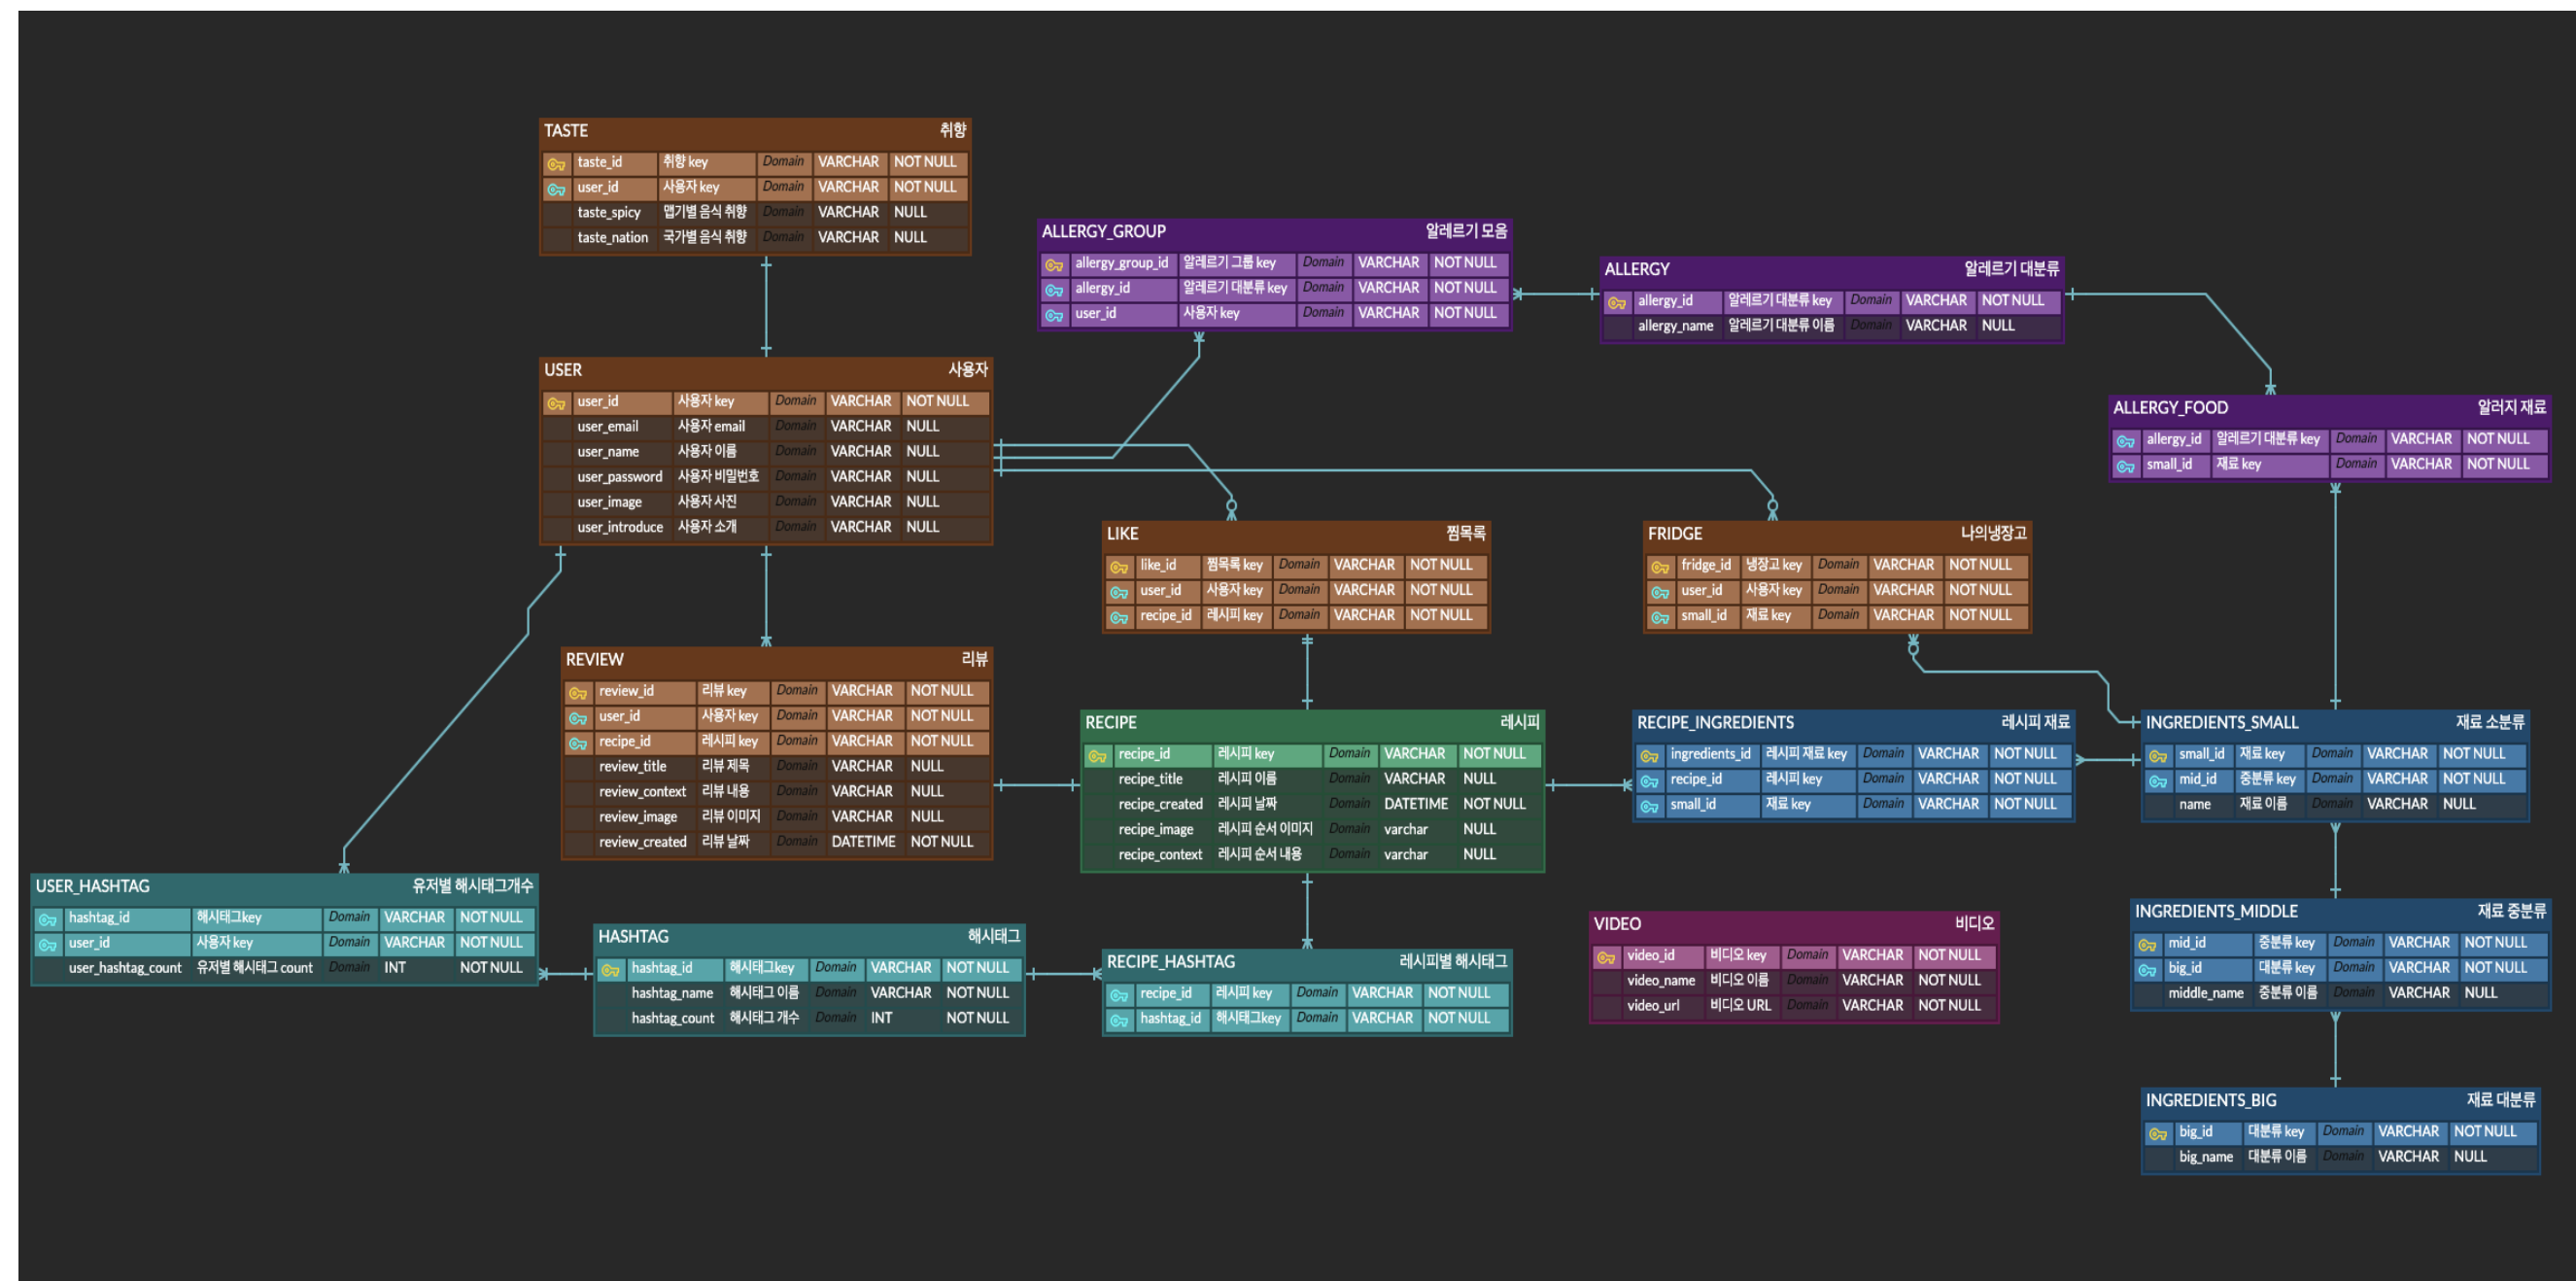 TASTE 취향
taste_id 취향 key Domain VARCHAR NOT NULL
user_id 사용자 key Domain VARCHAR NOT NULL
taste_spicy 맵기별 음식 취향 Domain VARCHAR NULL
taste_nation 국가별 음식 취향 Domain VARCHAR NULL
ALLERGY_GROUP 알레르기 모음
allergy_group_id 알레르기 그룹 key Domain VARCHAR NOT NULL
allergy_id 알레르기 대분류 key Domain VARCHAR NOT NULL
user_id 사용자 key Domain VARCHAR NOT NULL
ALLERGY 알레르기 대분류
allergy_id 알레르기 대분류 key Domain VARCHAR NOT NULL
allergy_name 알레르기 대분류 이름 Domain VARCHAR NULL
USER 사용자
user_id 사용자 key Domain VARCHAR NOT NULL
user_email 사용자 email Domain VARCHAR NULL
user_name 사용자 이름 Domain VARCHAR NULL
user_password 사용자 비밀번호 Domain VARCHAR NULL
user_image 사용자 사진 Domain VARCHAR NULL
user_introduce 사용자 소개 Domain VARCHAR NULL
ALLERGY_FOOD 알러지 재료
allergy_id 알레르기 대분류 key Domain VARCHAR NOT NULL
small_id 재료 key Domain VARCHAR NOT NULL
LIKE 찜목록
like_id 찜목록 key Domain VARCHAR NOT NULL
user_id 사용자 key Domain VARCHAR NOT NULL
recipe_id 레시피 key Domain VARCHAR NOT NULL
FRIDGE 나의냉장고
fridge_id 냉장고 key Domain VARCHAR NOT NULL
user_id 사용자 key Domain VARCHAR NOT NULL
small_id 재료 key Domain VARCHAR NOT NULL
REVIEW 리뷰
review_id 리뷰 key Domain VARCHAR NOT NULL
user_id 사용자 key Domain VARCHAR NOT NULL
recipe_id 레시피 key Domain VARCHAR NOT NULL
review_title 리뷰 제목 Domain VARCHAR NULL
review_context 리뷰 내용 Domain VARCHAR NULL
review_image 리뷰 이미지 Domain VARCHAR NULL
review_created 리뷰 날짜 Domain DATETIME NOT NULL
RECIPE 레시피
recipe_id 레시피 key Domain VARCHAR NOT NULL
recipe_title 레시피 이름 Domain VARCHAR NULL
recipe_created 레시피 날짜 Domain DATETIME NOT NULL
recipe_image 레시피 순서 이미지 Domain varchar NULL
recipe_context 레시피 순서 내용 Domain varchar NULL
RECIPE_INGREDIENTS 레시피 재료
ingredients_id 레시피 재료 key Domain VARCHAR NOT NULL
recipe_id 레시피 key Domain VARCHAR NOT NULL
small_id 재료 key Domain VARCHAR NOT NULL
INGREDIENTS_SMALL 재료 소분류
small_id 재료 key Domain VARCHAR NOT NULL
mid_id 중분류 key Domain VARCHAR NOT NULL
name 재료 이름 Domain VARCHAR NULL
USER_HASHTAG 유저별 해시태그개수
hashtag_id 해시태그key Domain VARCHAR NOT NULL
user_id 사용자 key Domain VARCHAR NOT NULL
user_hashtag_count 유저별 해시태그 count Domain INT NOT NULL
HASHTAG 해시태그
hashtag_id 해시태그key Domain VARCHAR NOT NULL
hashtag_name 해시태그 이름 Domain VARCHAR NOT NULL
hashtag_count 해시태그 개수 Domain INT NOT NULL
RECIPE_HASHTAG 레시피별 해시태그
recipe_id 레시피 key Domain VARCHAR NOT NULL
hashtag_id 해시태그key Domain VARCHAR NOT NULL
VIDEO 비디오
video_id 비디오 key Domain VARCHAR NOT NULL
video_name 비디오 이름 Domain VARCHAR NOT NULL
video_url 비디오 URL Domain VARCHAR NOT NULL
INGREDIENTS_MIDDLE 재료 중분류
mid_id 중분류 key Domain VARCHAR NOT NULL
big_id 대분류 key Domain VARCHAR NOT NULL
middle_name 중분류 이름 Domain VARCHAR NULL
INGREDIENTS_BIG 재료 대분류
big_id 대분류 key Domain VARCHAR NOT NULL
big_name 대분류 이름 Domain VARCHAR NULL